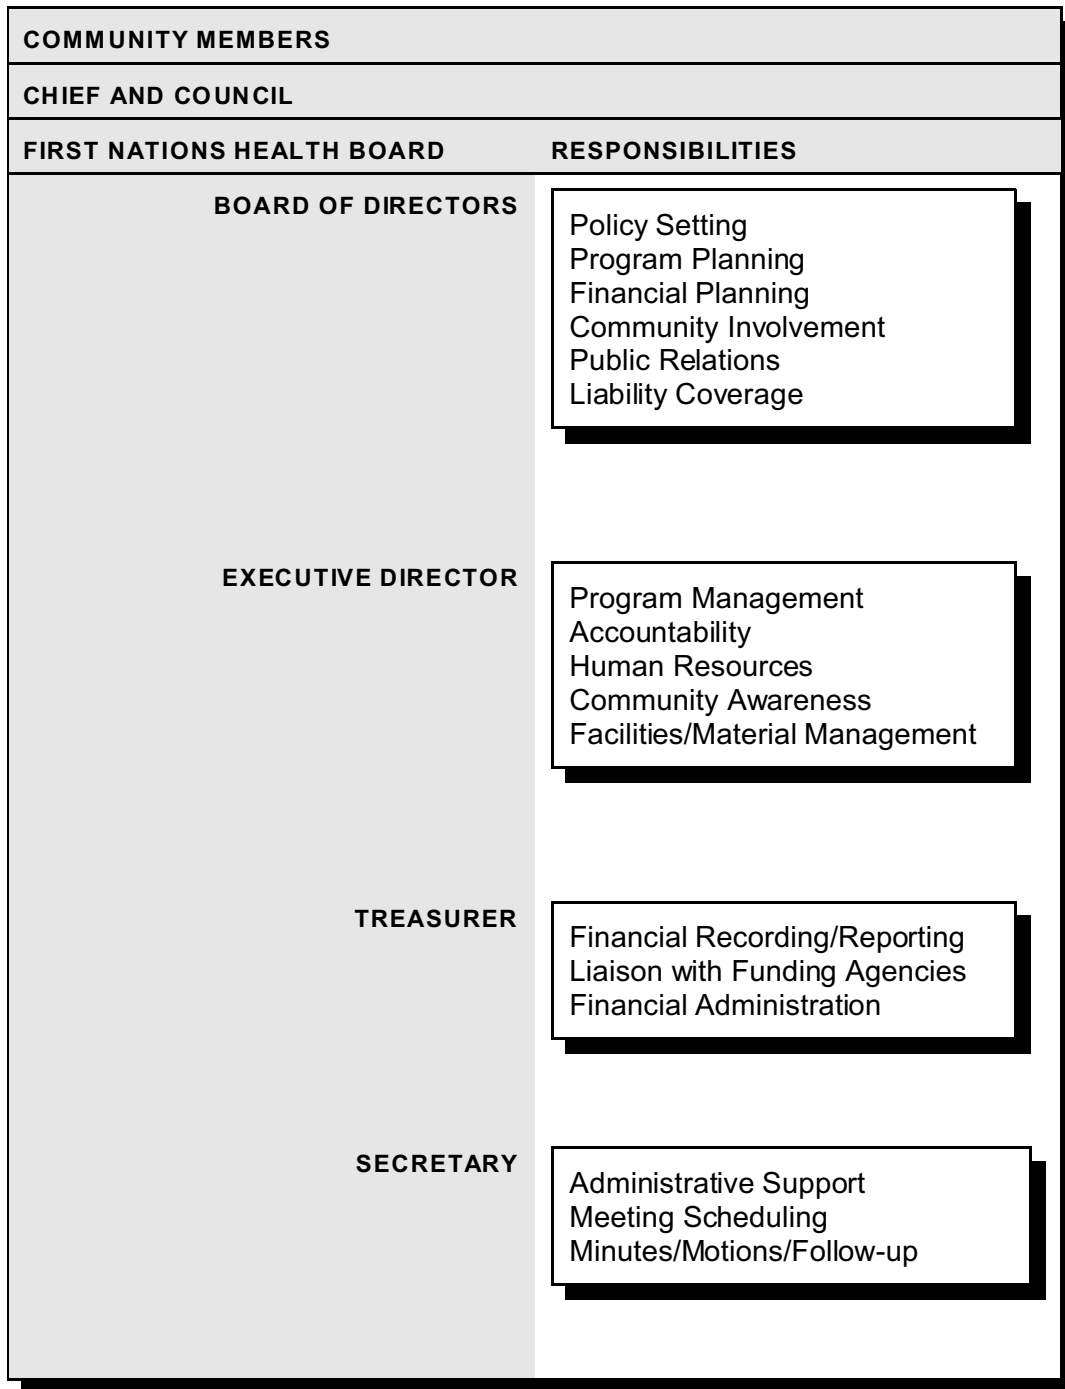 COMMUNITY MEMBERS
CHIEF AND COUNCIL
FIRST NATIONS HEALTH BOARD RESPONSIBILITIES
BOARD OF DIRECTORS
Policy Setting
Program Planning
Financial Planning
Community Involvement
Public Relations
Liability Coverage
EXECUTIVE DIRECTOR
Program Management
Accountability
Human Resources
Community Awareness
Facilities/Material Management
TREASURER
Financial Recording/Reporting
Liaison with Funding Agencies
Financial Administration
SECRETARY
Administrative Support
Meeting Scheduling
Minutes/Motions/Follow-up